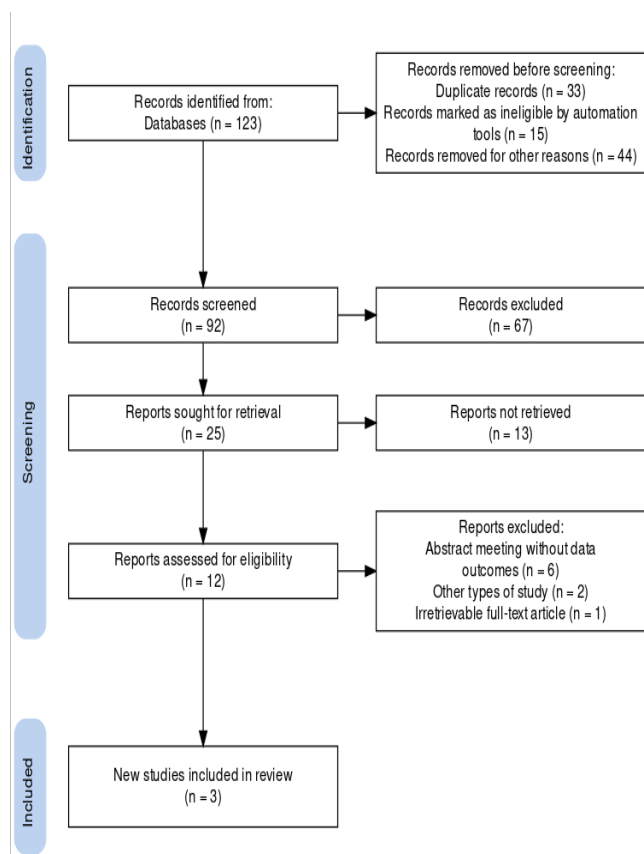 Identification
Records identified from:
Databases (n = 123)
Records removed before screening:
Duplicate records (n = 33)
Records marked as ineligible by automation
tools (n = 15)
Records removed for other reasons (n = 44)
Screening
Records screened
(n = 92)
Records excluded
(n = 67)
Reports sought for retrieval
(n = 25)
Reports not retrieved
(n = 13)
Reports assessed for eligibility
(n = 12)
Reports excluded:
Abstract meeting without data
outcomes (n = 6)
Other types of study (n = 2)
Irretrievable full-text article (n = 1)
Included
New studies included in review
(n = 3)